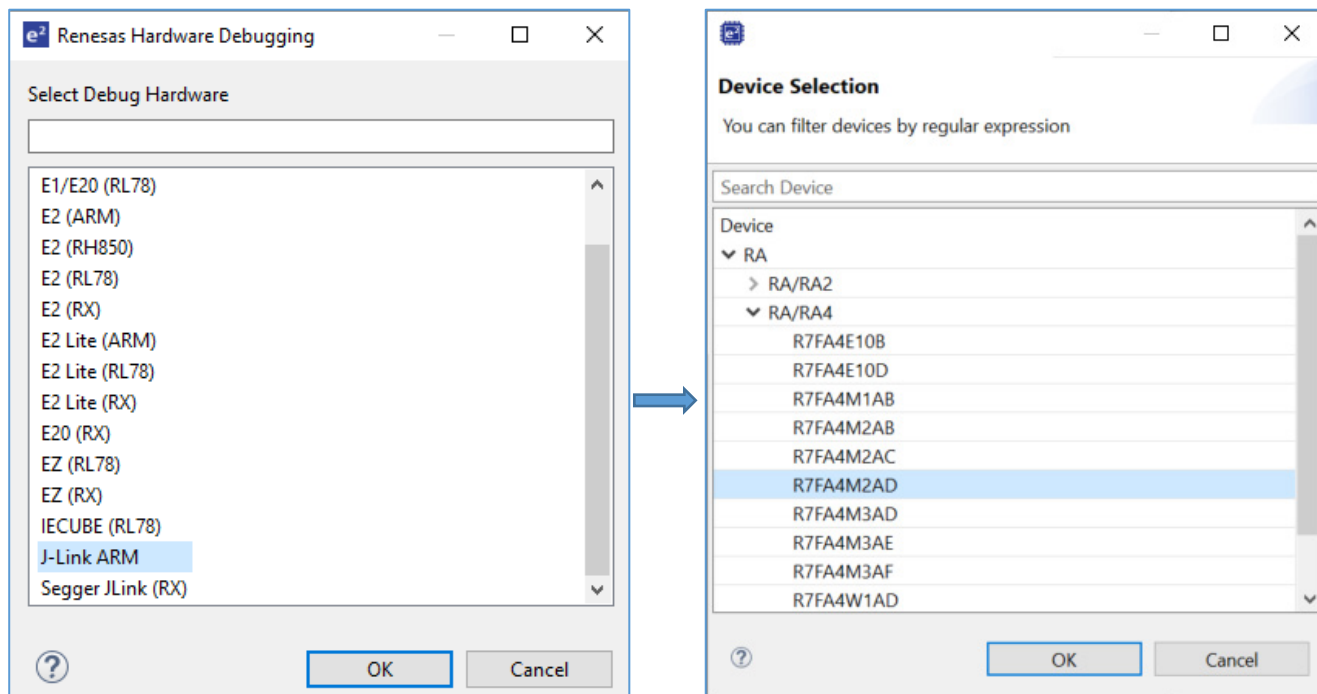 e² Renesas Hardware Debugging
Select Debug Hardware
E1/E20 (RL78)
E2 (ARM)
E2 (RH850)
E2 (RL78)
E2 (RX)
E2 Lite (ARM)
E2 Lite (RL78)
E2 Lite (RX)
E20 (RX)
EZ (RL78)
EZ (RX)
IECUBE (RL78)
J-Link ARM
Segger JLink (RX)
?
OK
Cancel
e²
Device Selection
You can filter devices by regular expression
Search Device
Device
RA
RA/RA2
RA/RA4
R7FA4E10B
R7FA4E10D
R7FA4M1AB
R7FA4M2AB
R7FA4M2AC
R7FA4M2AD
R7FA4M3AD
R7FA4M3AE
R7FA4M3AF
R7FA4W1AD
?
OK
Cancel